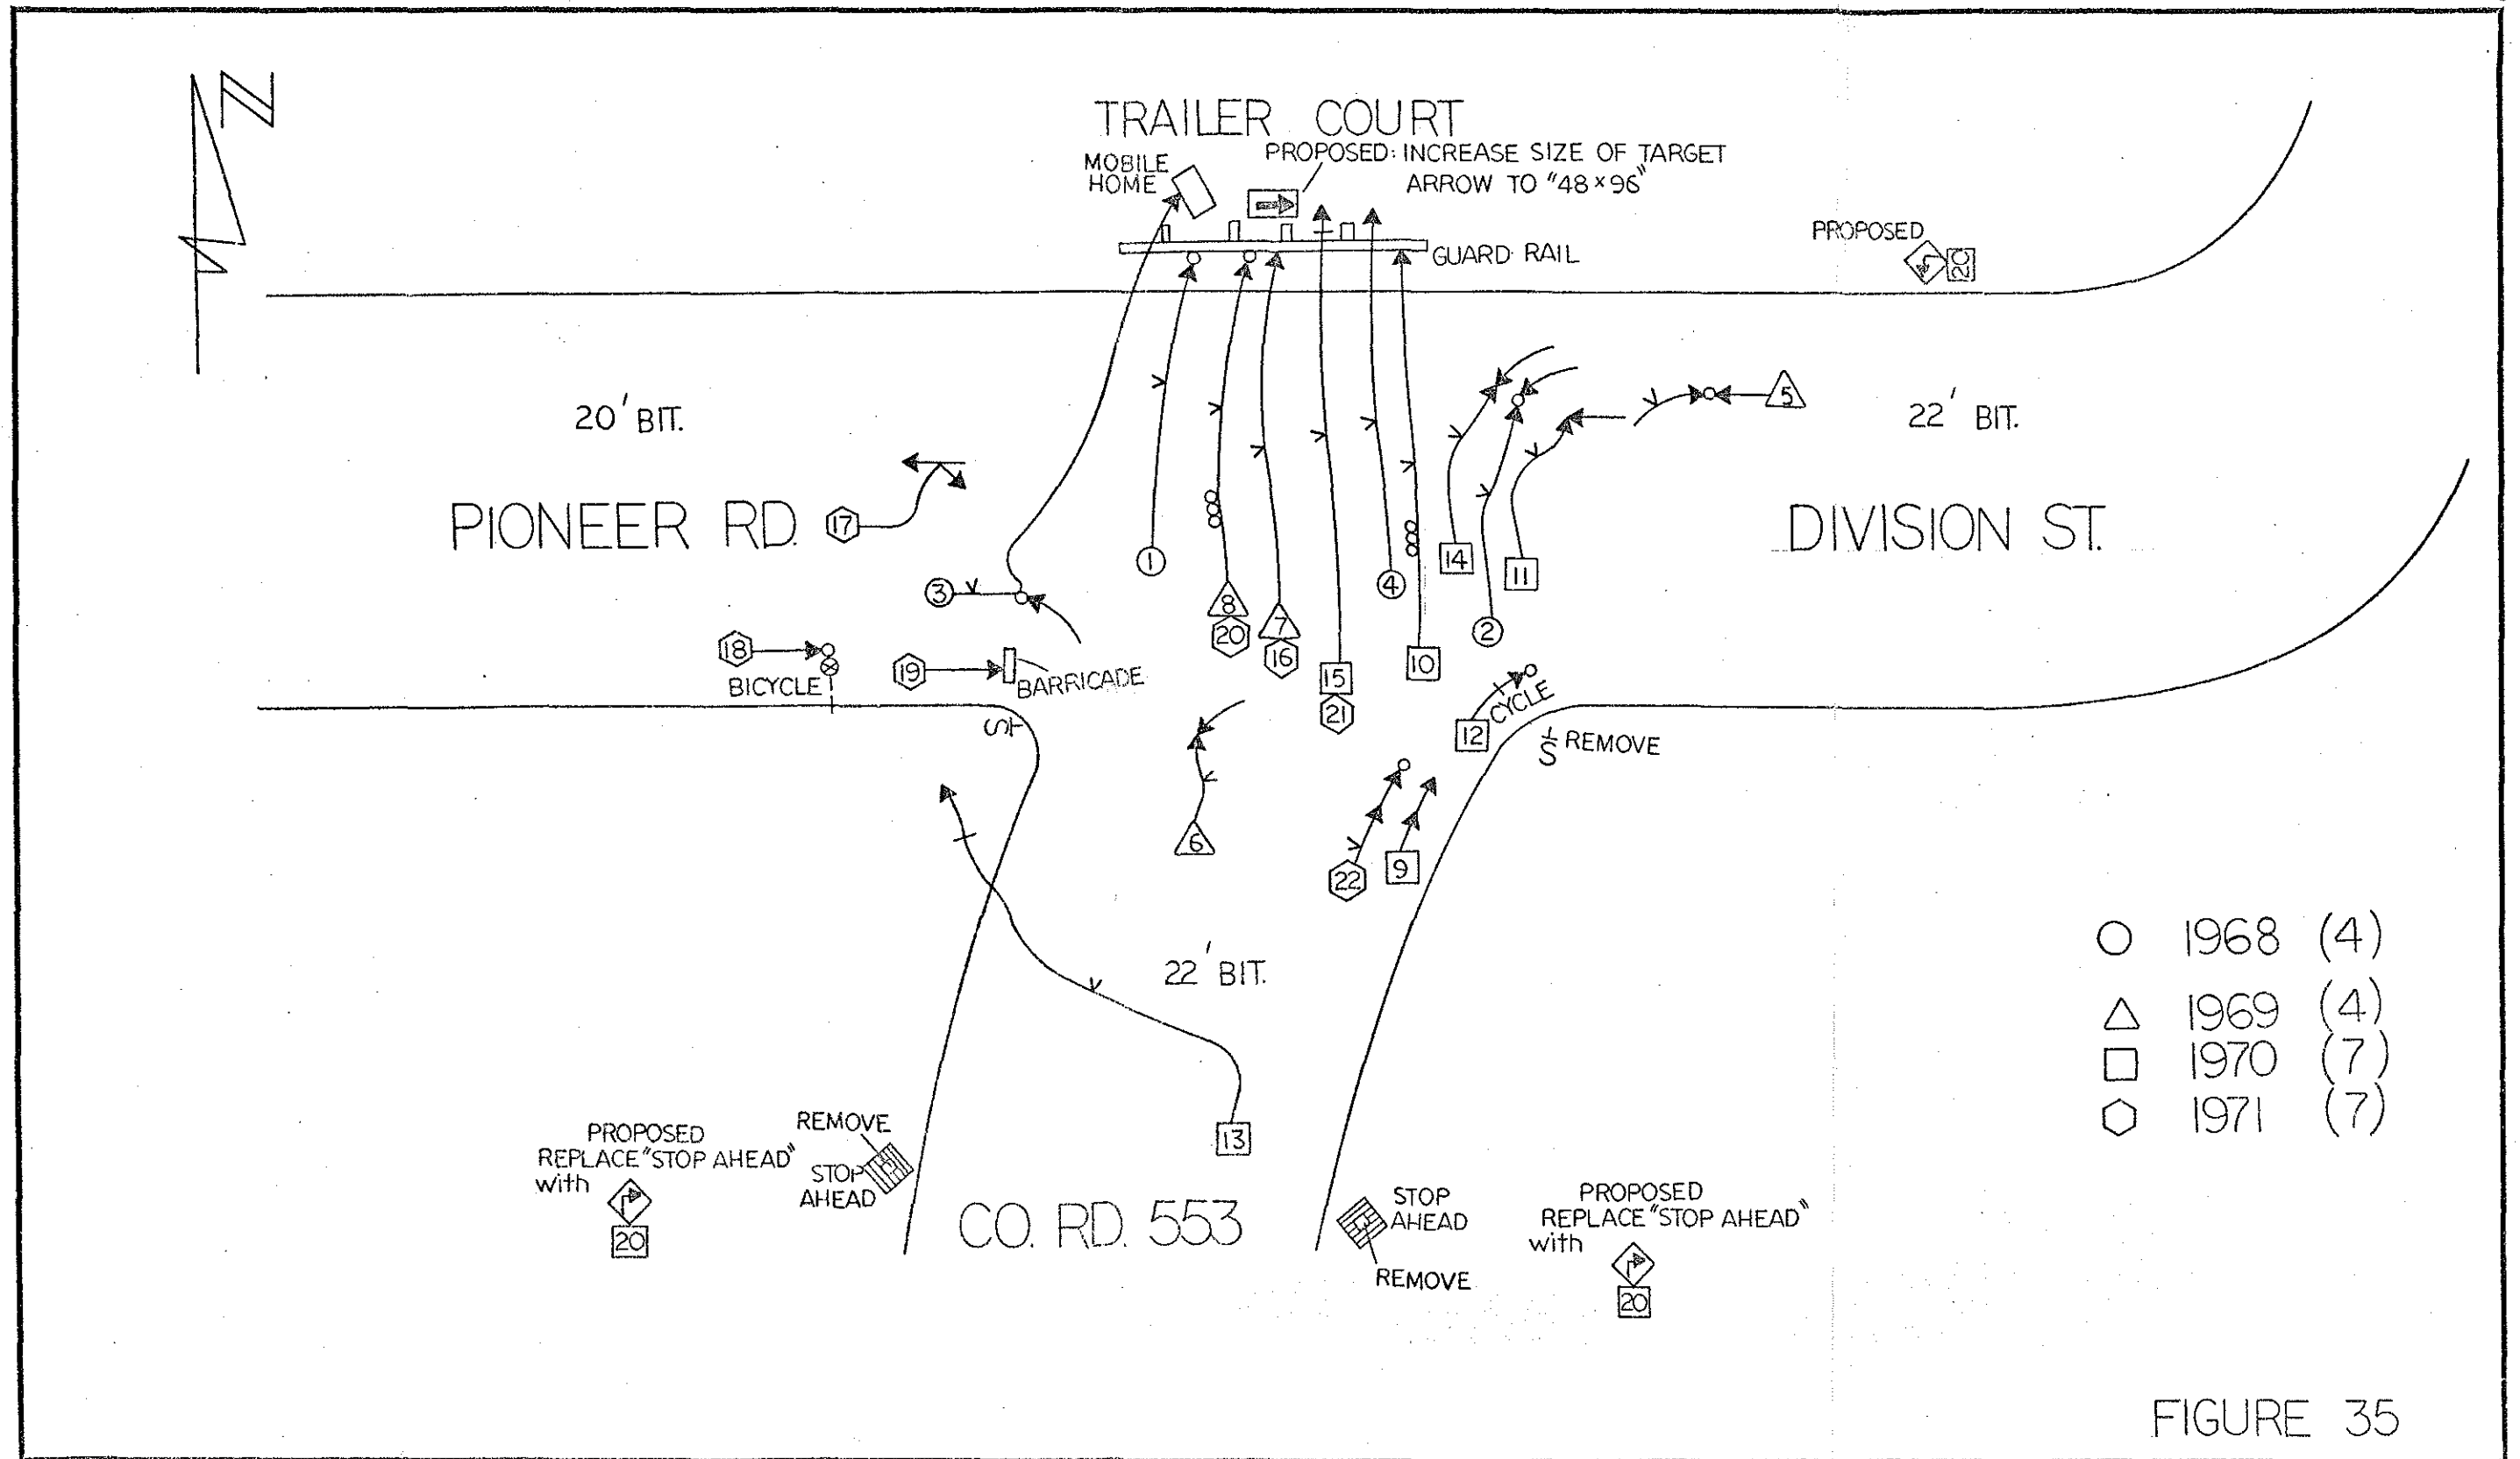 N
TRAILER COURT
MOBILE
HOME
PROPOSED: INCREASE SIZE OF TARGET
ARROW TO "48 × 96"
GUARD RAIL
PROPOSED
20
20' BIT.
22' BIT.
5
PIONEER RD.
17
DIVISION ST.
1
3
4
14
11
8
20
7
16
2
18
BICYCLE
19
BARRICADE
15
21
10
12
CYCLE
S
S REMOVE
6
22
9
22' BIT.
13
PROPOSED
REPLACE "STOP AHEAD"
with
20
REMOVE
STOP
AHEAD
CO. RD. 553
STOP
AHEAD
REMOVE
PROPOSED
REPLACE "STOP AHEAD"
with
20
1968 (4)
1969 (4)
1970 (7)
1971 (7)
FIGURE 35